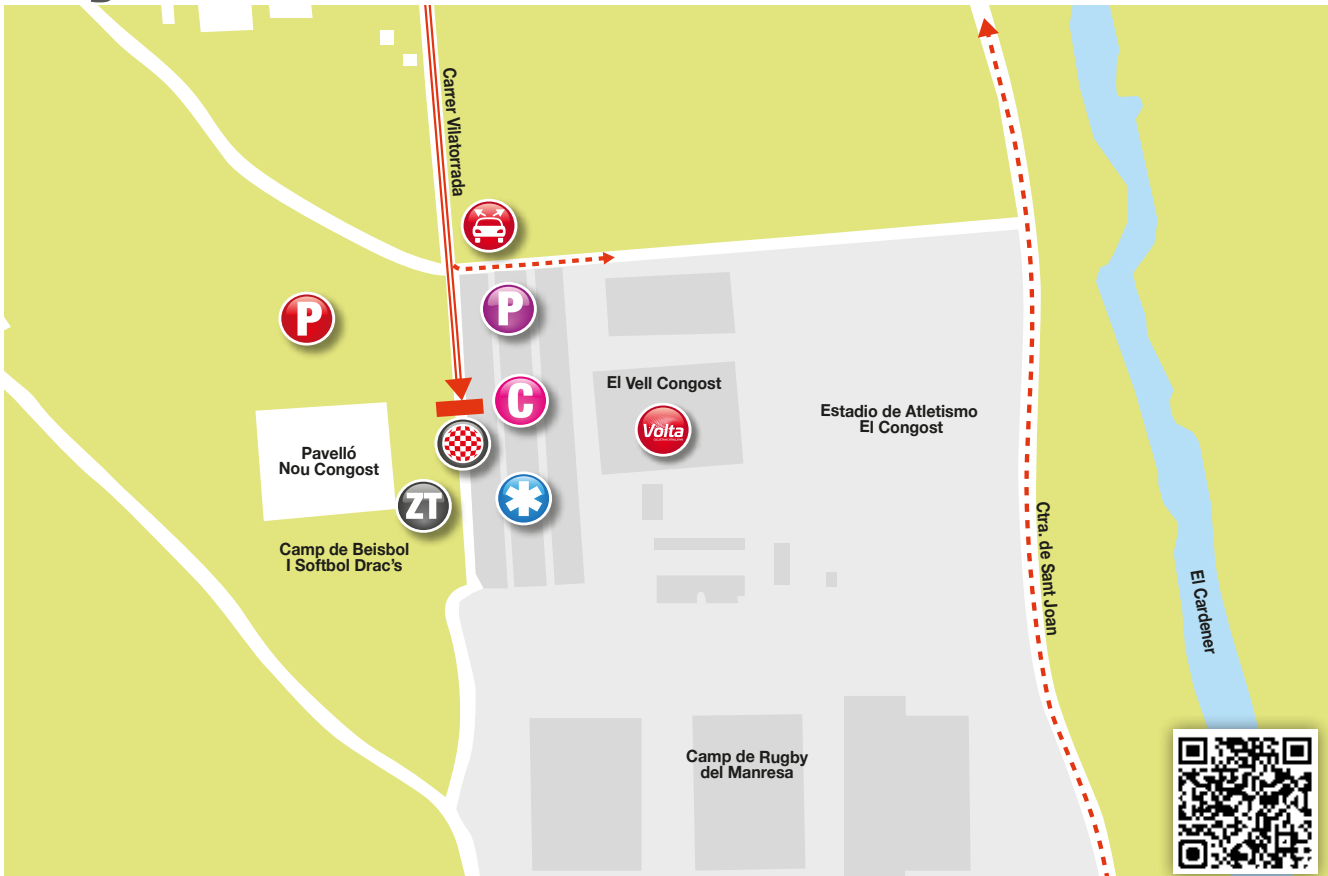 Carrer Vilatorrada
P
P
C
El Vell Congost
Volta
Estadio de Atletismo
El Congost
Pavelló
Nou Congost
ZT
Camp de Beisbol
I Softbol Drac's
Ctra. de Sant Joan
El Cardener
Camp de Rugby
del Manresa